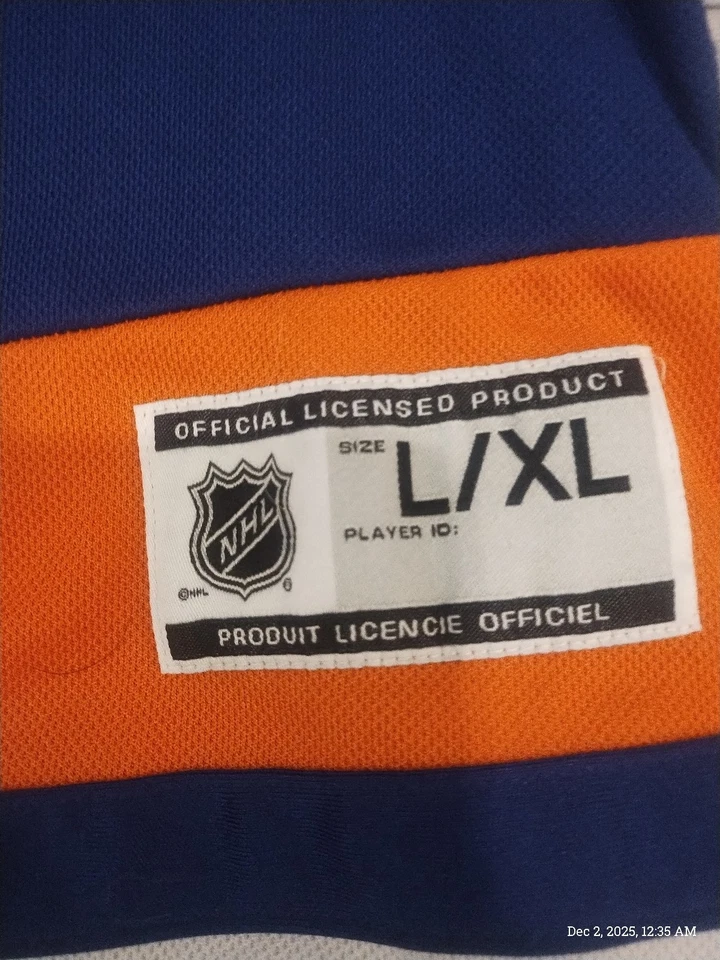 OFFICIAL LICENSED PRODUCT
SIZE L/XL
NHL
PLAYER ID:
©NHL ®
PRODUIT LICENCIE OFFICIEL
Dec 2, 2025, 12:35 AM